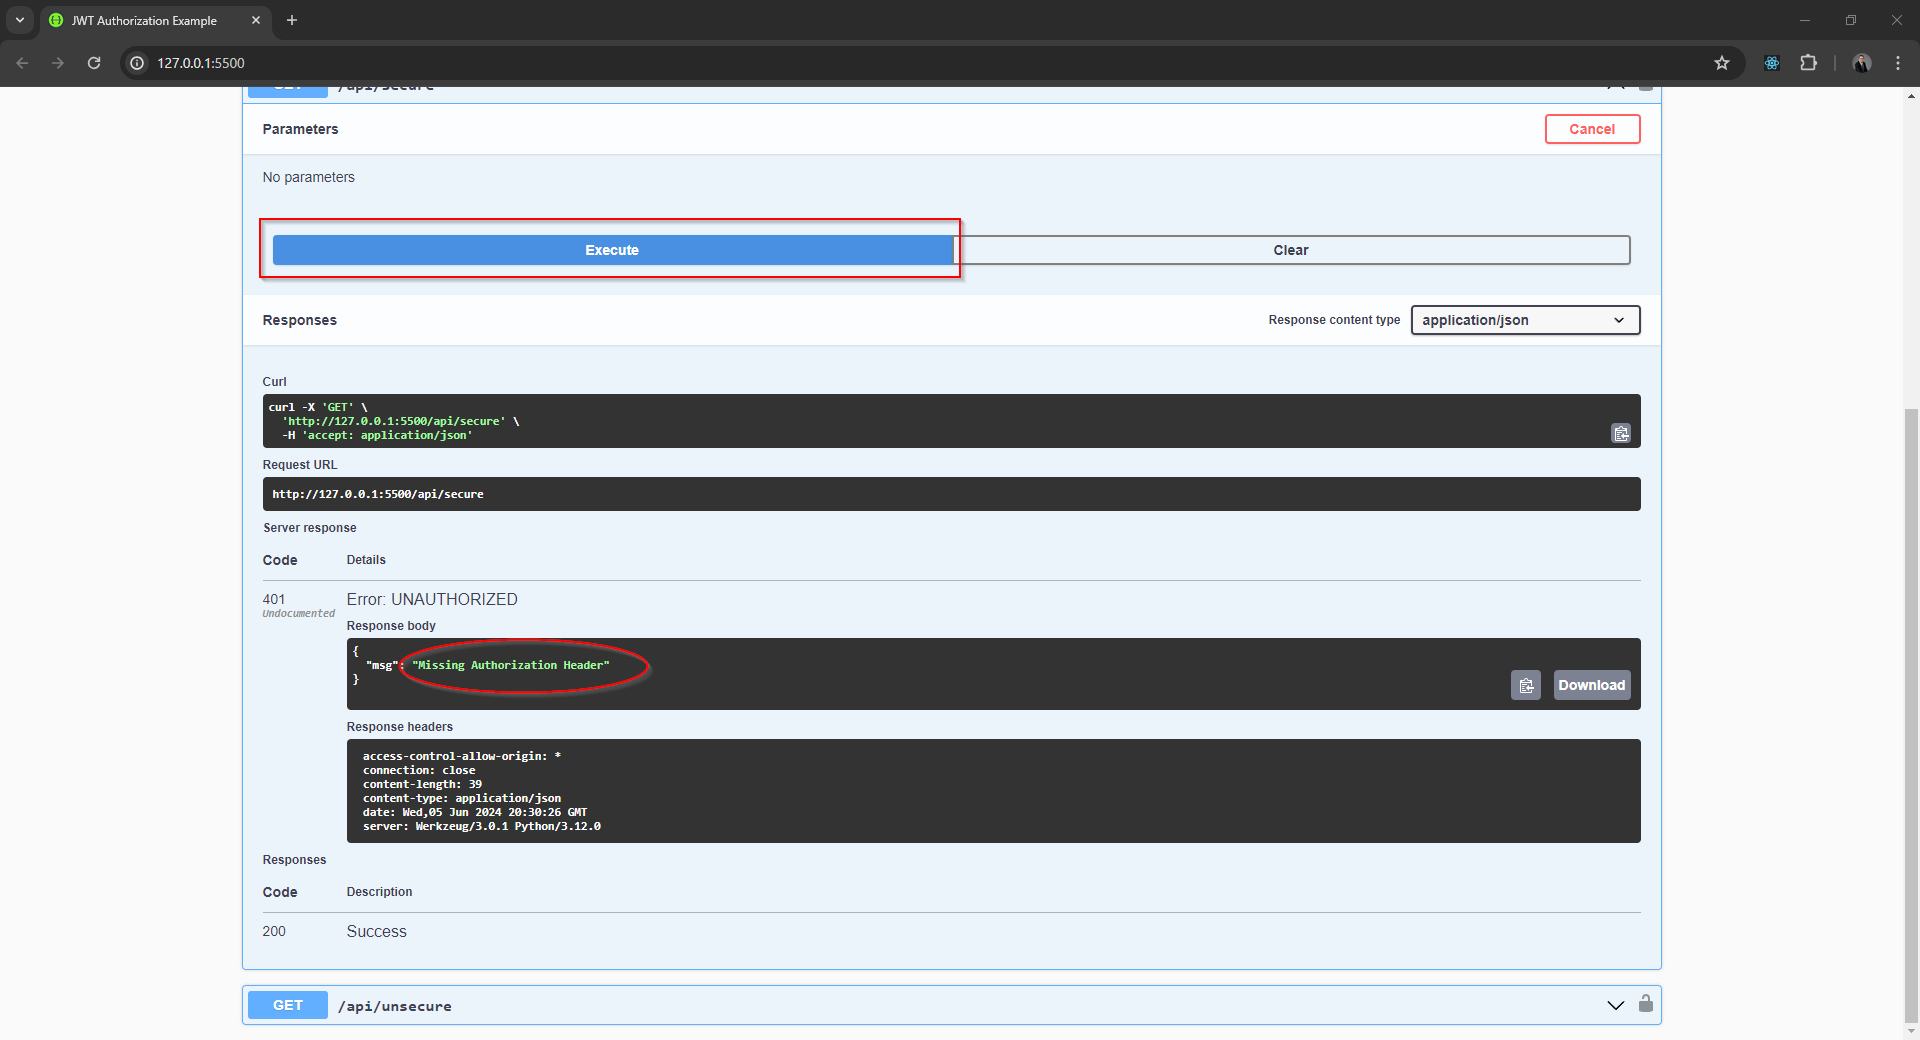 JWT Authorization Example
127.0.0.1:5500
GET /api/secure
Parameters
Cancel
No parameters
Execute
Clear
Responses
Response content type
application/json
Curl
curl -X 'GET' \
'http://127.0.0.1:5500/api/secure' \
-H 'accept: application/json'
Request URL
http://127.0.0.1:5500/api/secure
Server response
Code Details
401 Error: UNAUTHORIZED
Undocumented
Response body
{
"msg": "Missing Authorization Header"
}
Download
Response headers
access-control-allow-origin: *
connection: close
content-length: 39
content-type: application/json
date: Wed,05 Jun 2024 20:30:26 GMT
server: Werkzeug/3.0.1 Python/3.12.0
Responses
Code Description
200 Success
GET /api/unsecure